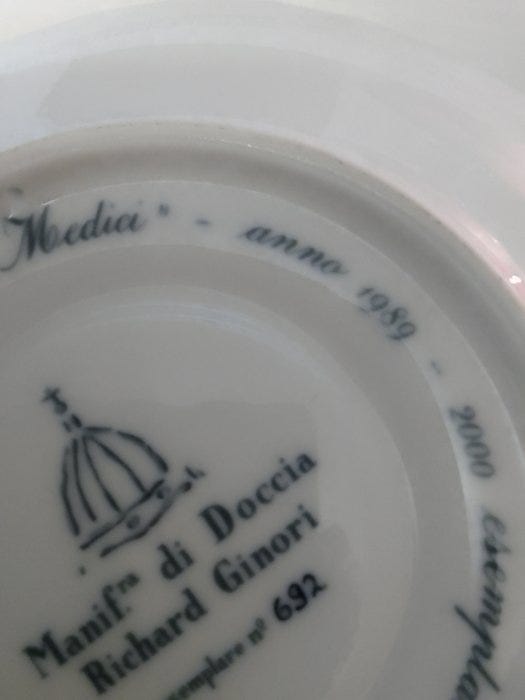 Medici" - anno 1989 - 2000 esempla
Manif.ra di Doccia
Richard Ginori
esemplare n° 692